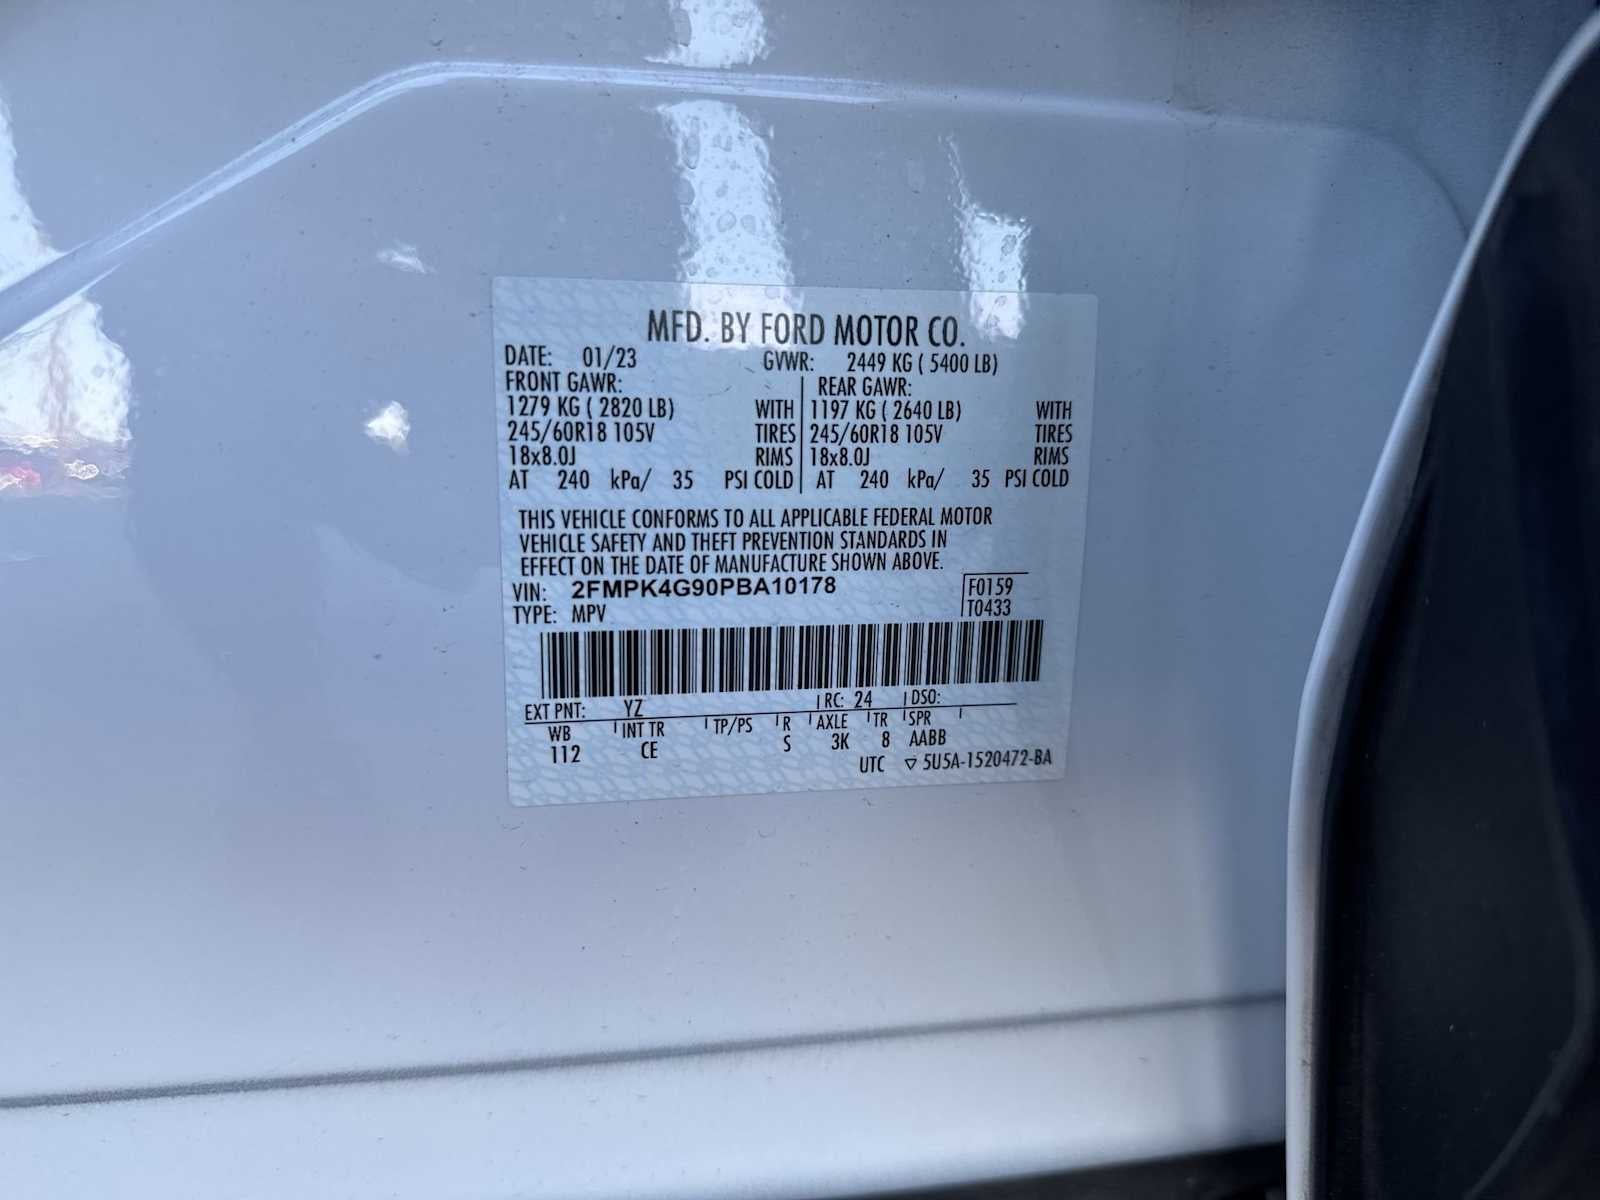 MFD. BY FORD MOTOR CO.
DATE: 01/23 GVWR: 2449 KG ( 5400 LB)
FRONT GAWR: REAR GAWR:
1279 KG ( 2820 LB) WITH 1197 KG ( 2640 LB) WITH
245/60R18 105V TIRES 245/60R18 105V TIRES
18x8.0J RIMS 18x8.0J RIMS
AT 240 kPa/ 35 PSI COLD AT 240 kPa/ 35 PSI COLD
THIS VEHICLE CONFORMS TO ALL APPLICABLE FEDERAL MOTOR
VEHICLE SAFETY AND THEFT PREVENTION STANDARDS IN
EFFECT ON THE DATE OF MANUFACTURE SHOWN ABOVE.
VIN: 2FMPK4G90PBA10178 F0159
TYPE: MPV T0433
EXT PNT: YZ RC: 24 DSO:
WB INT TR TP/PS R AXLE TR SPR
112 CE S 3K 8 AABB
UTC ▽ 5U5A-1520472-BA